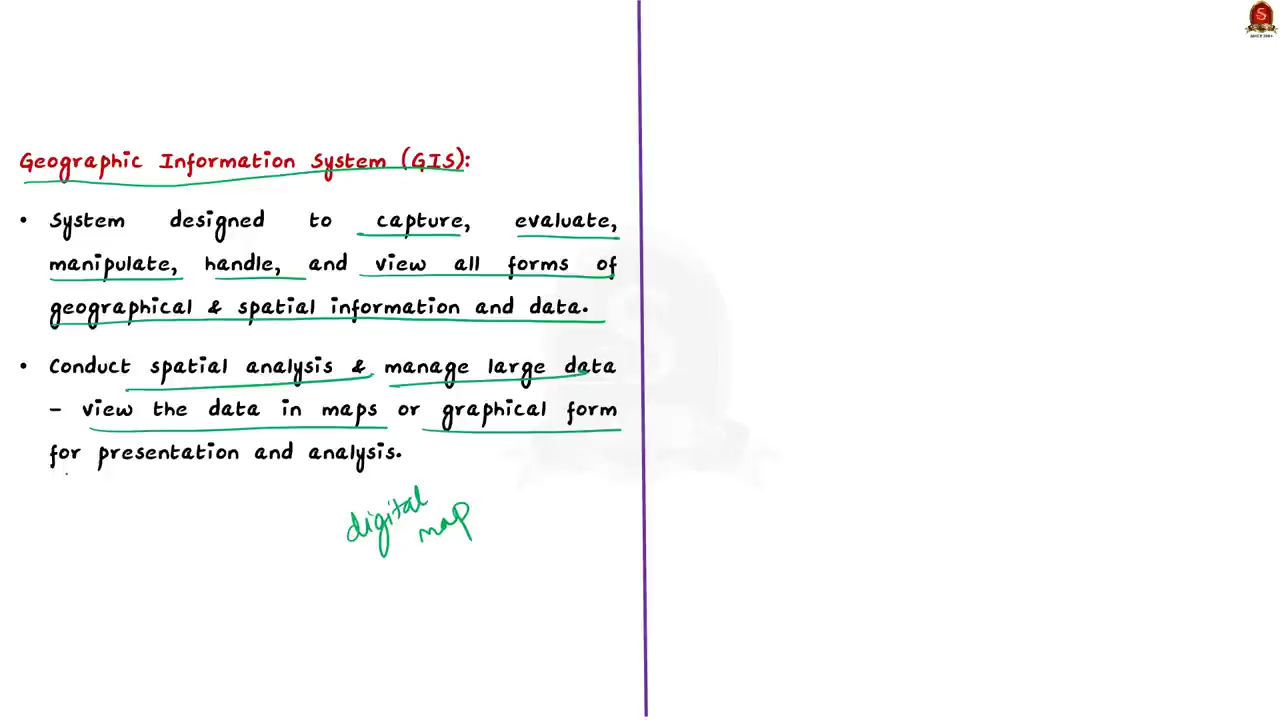 Geographic Information System (GIS):
• System designed to capture, evaluate,
manipulate, handle, and view all forms of
geographical & spatial information and data.
• Conduct spatial analysis & manage large data
– view the data in maps or graphical form
for presentation and analysis.
digital
map